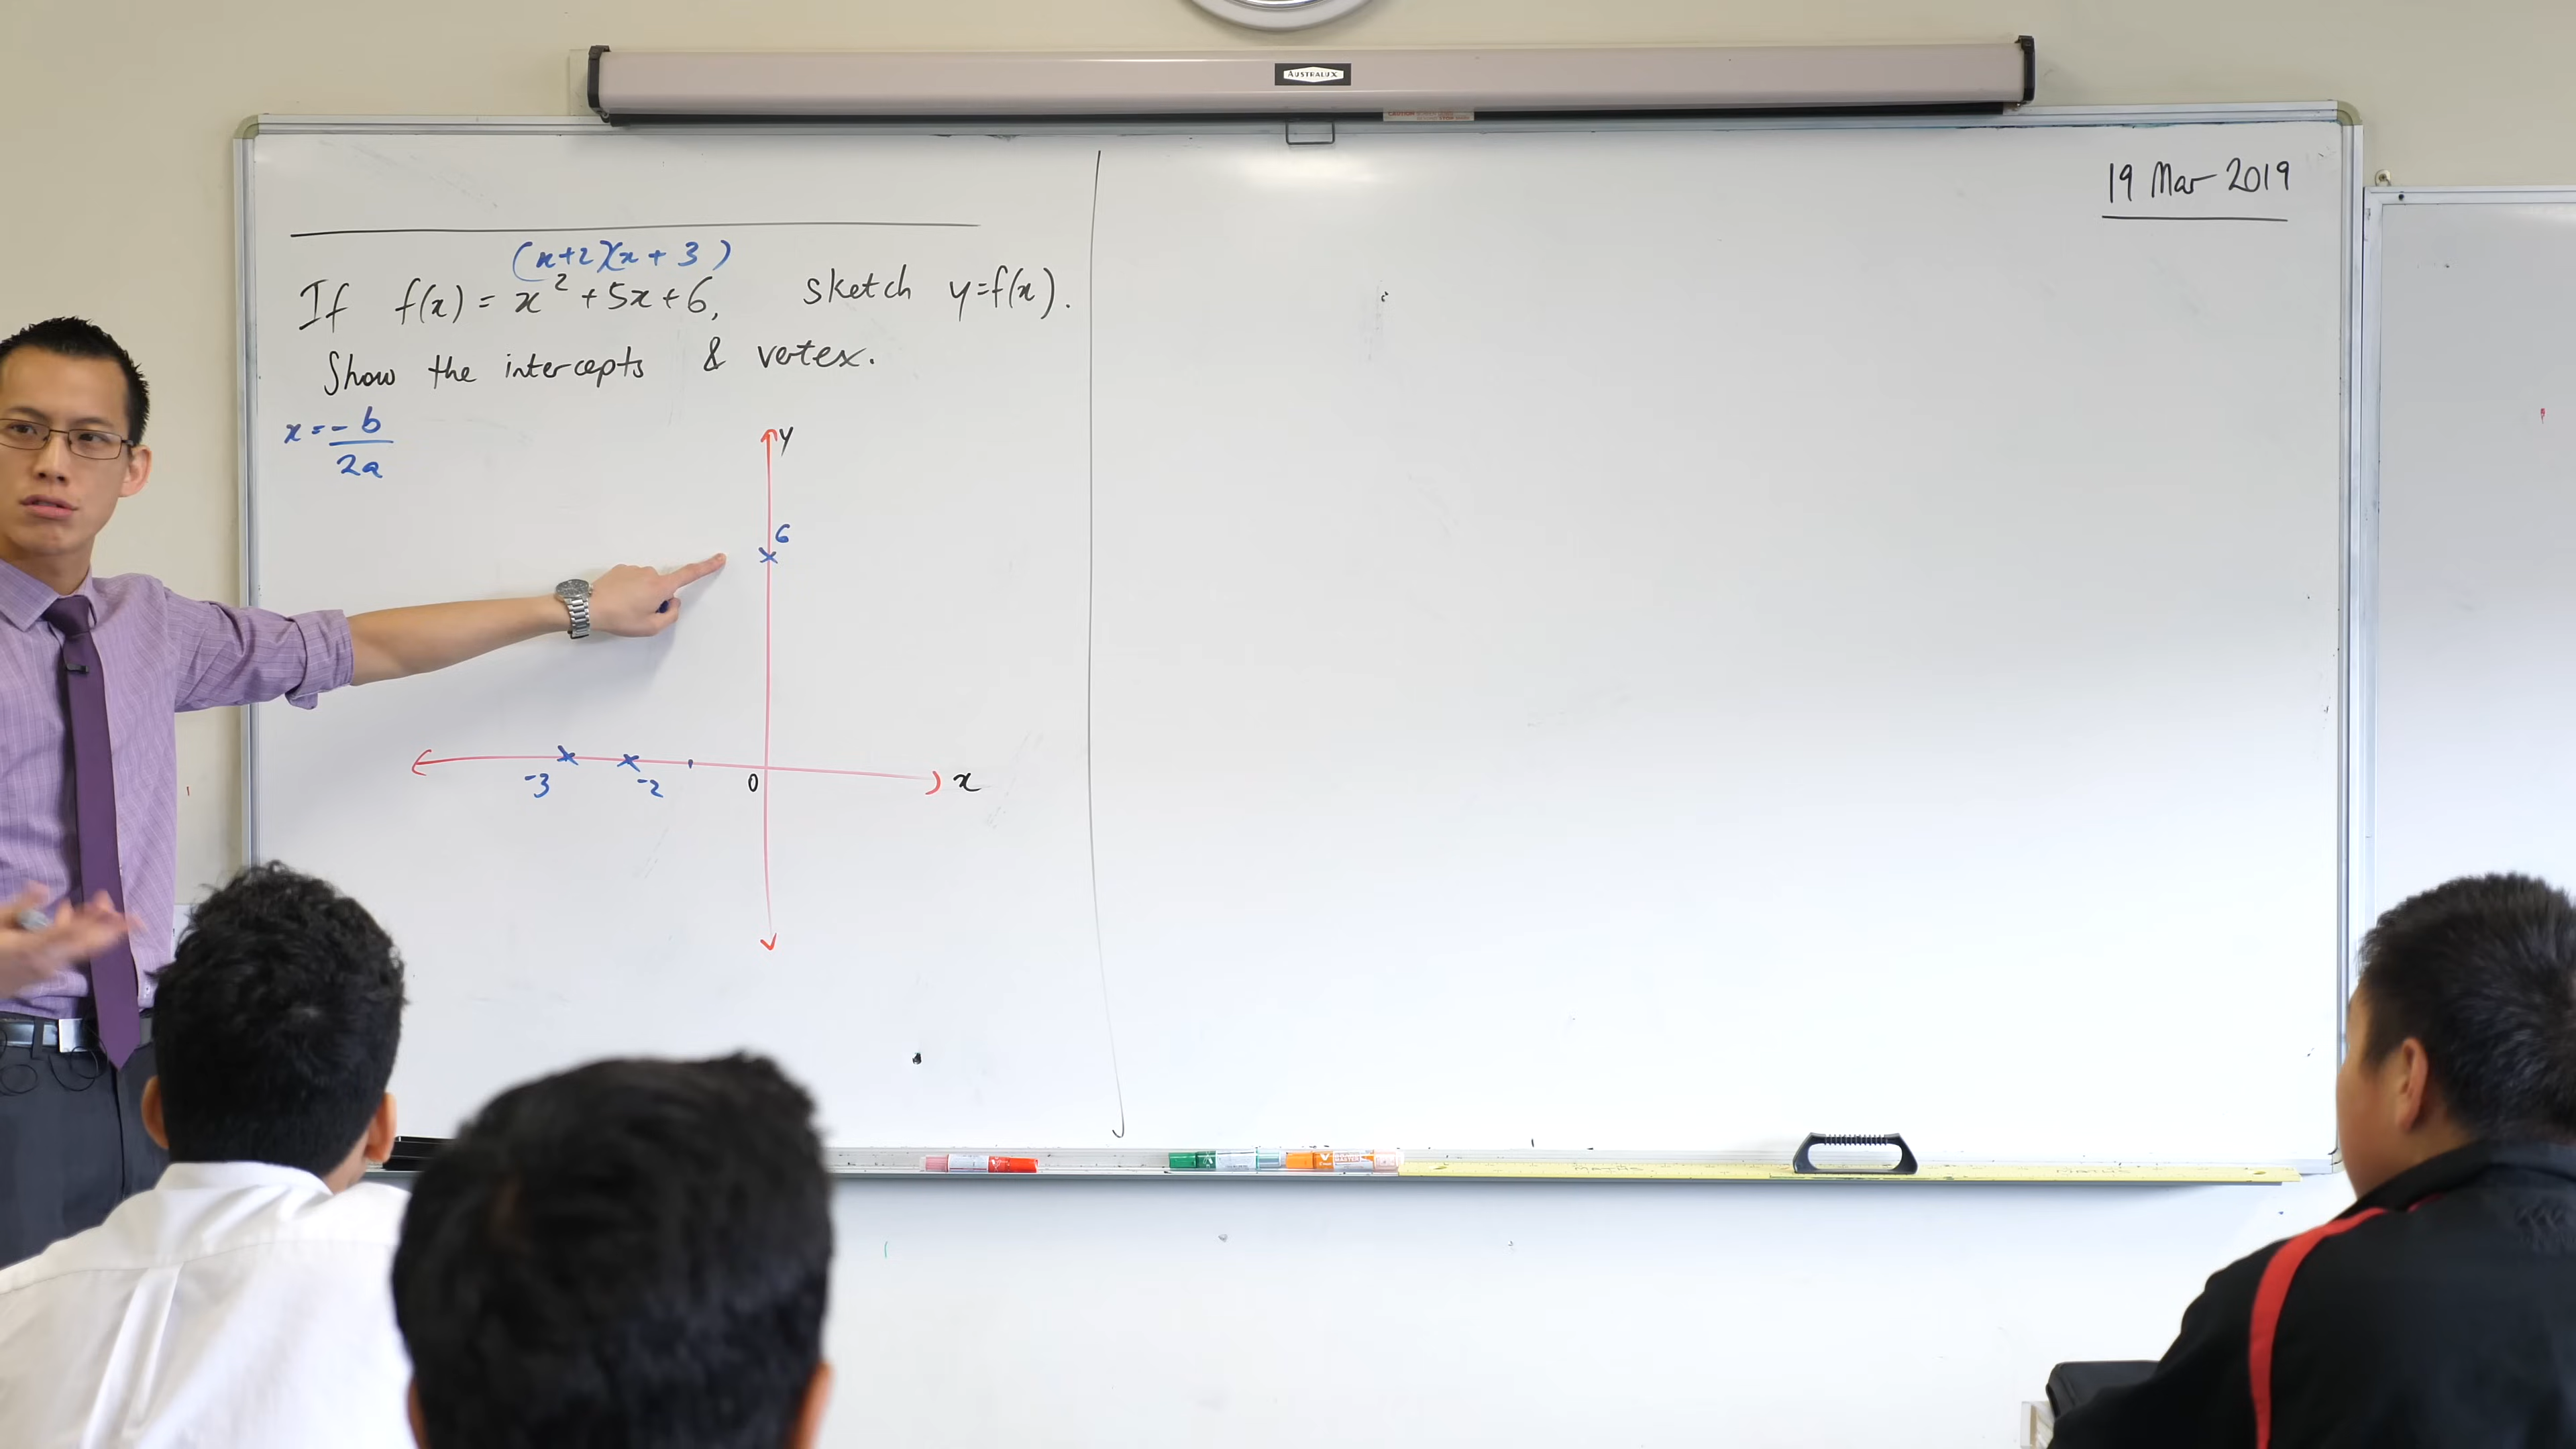 AUSTRALUX
19 Mar 2019
(x+2)(x+3)
If f(x) = x² + 5x + 6, sketch y=f(x).
Show the intercepts & vertex.
x = -b/2a
y
6
-3 -2 0 x